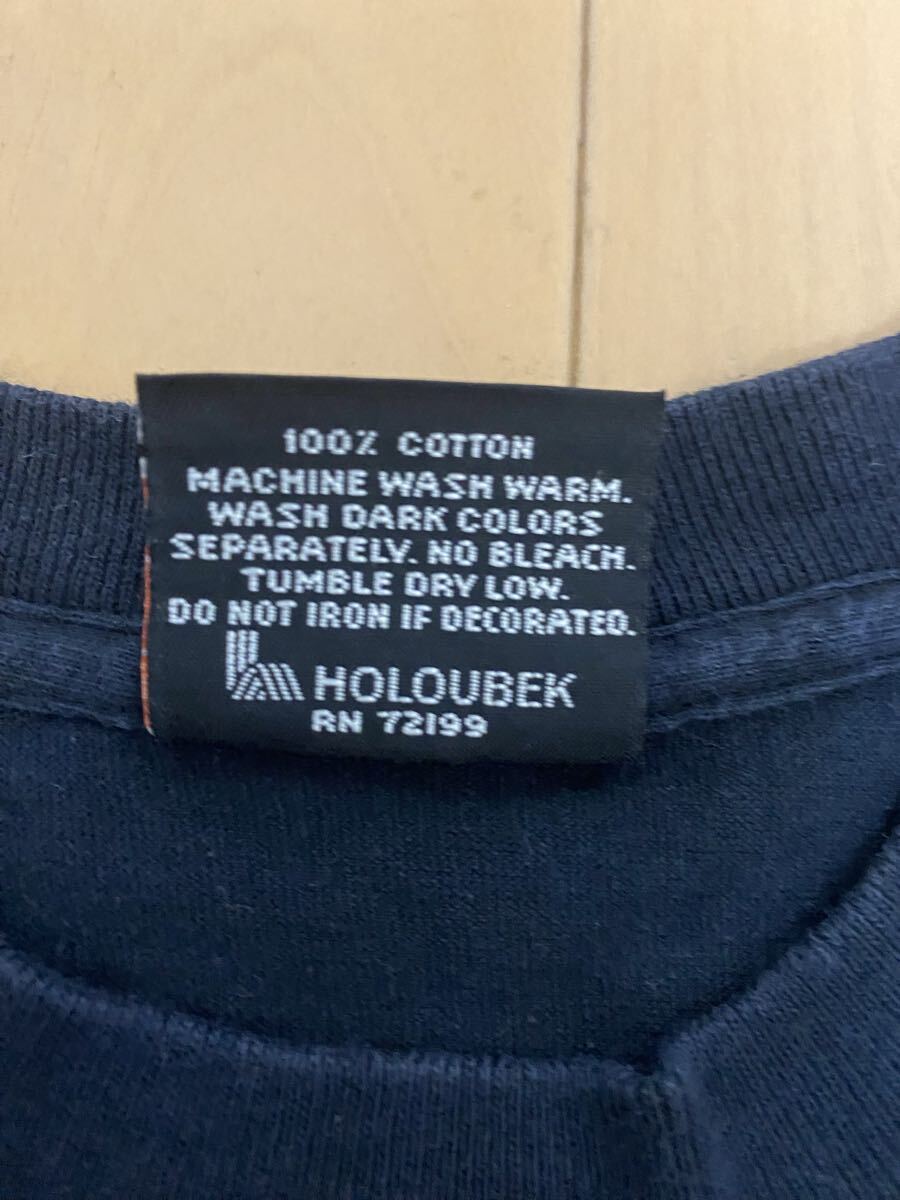 100% COTTON
MACHINE WASH WARM.
WASH DARK COLORS
SEPARATELY. NO BLEACH.
TUMBLE DRY LOW.
DO NOT IRON IF DECORATED.
HOLOUBEK
RN 72199